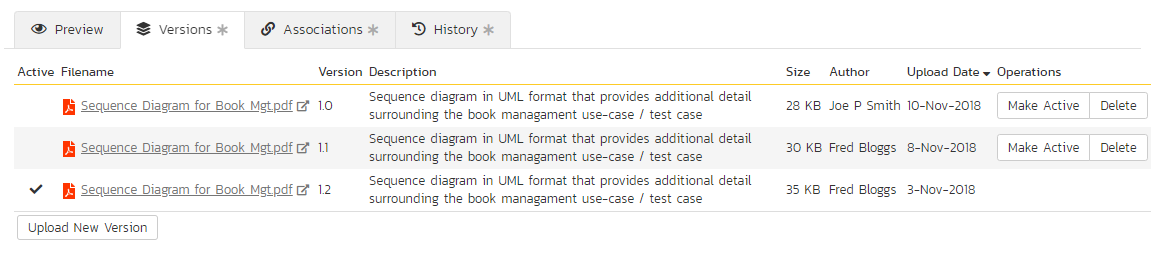 Preview Versions * Associations * History *
Active Filename Version Description Size Author Upload Date Operations
Sequence Diagram for Book Mgt.pdf 1.0 Sequence diagram in UML format that provides additional detail 28 KB Joe P Smith 10-Nov-2018 Make Active Delete
surrounding the book managament use-case / test case
Sequence Diagram for Book Mgt.pdf 1.1 Sequence diagram in UML format that provides additional detail 30 KB Fred Bloggs 8-Nov-2018 Make Active Delete
surrounding the book managament use-case / test case
Sequence Diagram for Book Mgt.pdf 1.2 Sequence diagram in UML format that provides additional detail 35 KB Fred Bloggs 3-Nov-2018
surrounding the book managament use-case / test case
Upload New Version